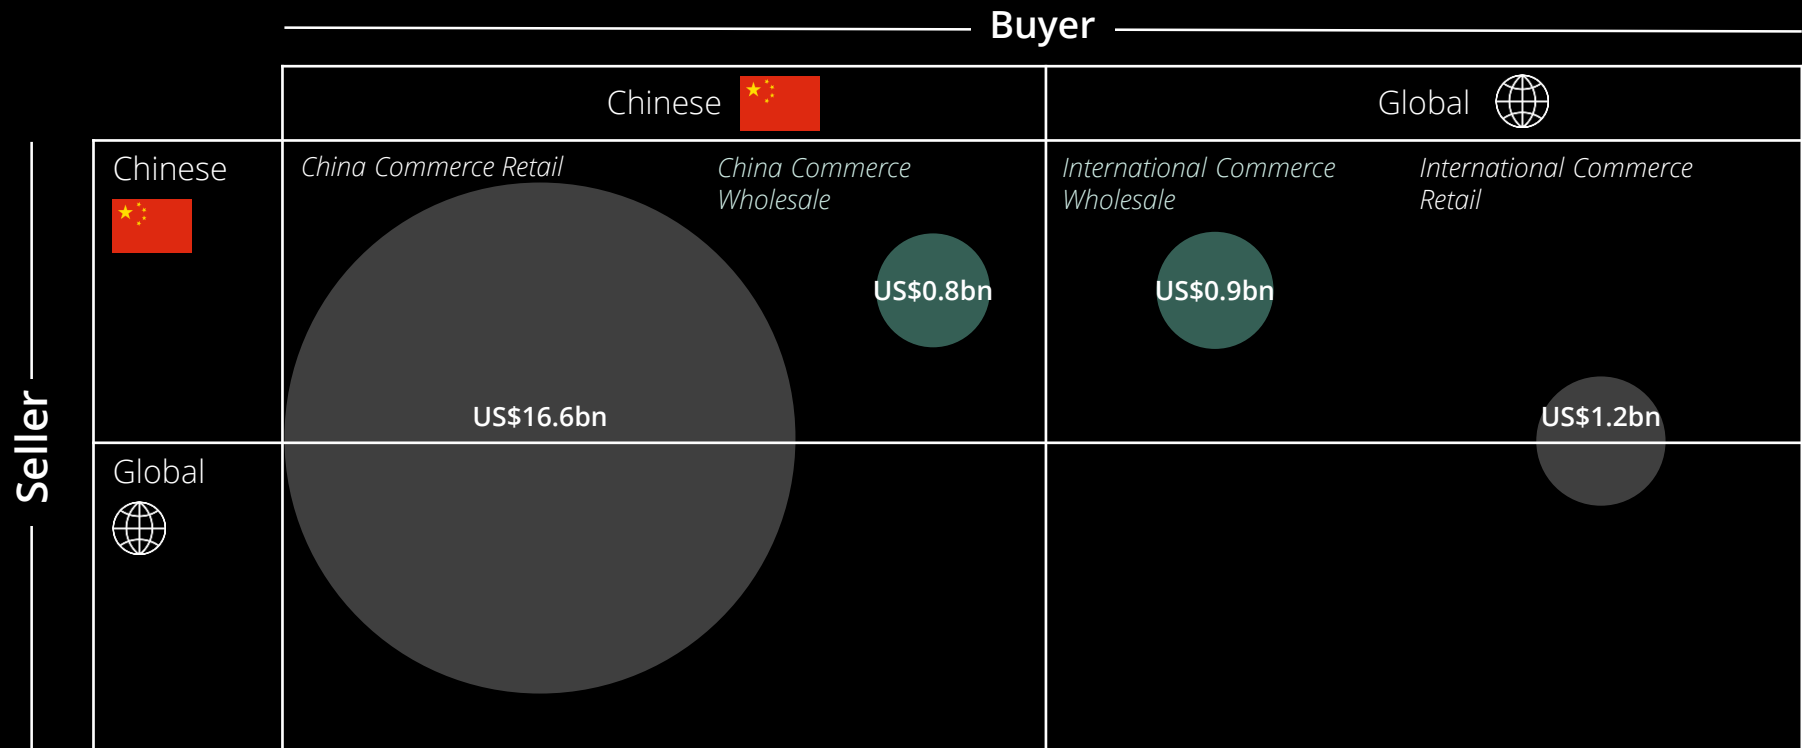 Buyer
Chinese
Global
Seller
Chinese
China Commerce Retail
China Commerce
Wholesale
International Commerce
Wholesale
International Commerce
Retail
US$0.8bn
US$0.9bn
US$16.6bn
US$1.2bn
Global